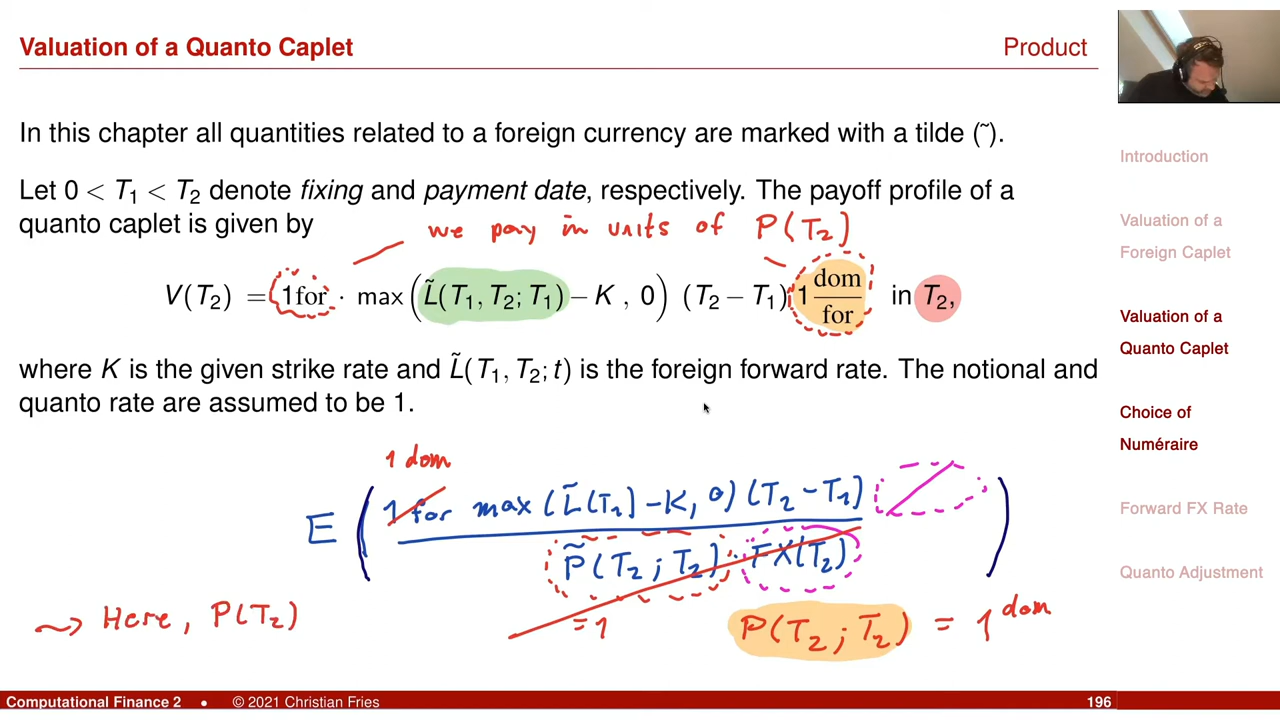 Valuation of a Quanto Caplet
Product
In this chapter all quantities related to a foreign currency are marked with a tilde (˜).
Let 0 < T₁ < T₂ denote fixing and payment date, respectively. The payoff profile of a
quanto caplet is given by
we pay in units of P(T₂)
V(T₂) = 1for · max(L̃(T₁, T₂; T₁) − K , 0) (T₂ − T₁) 1 dom/for in T₂,
where K is the given strike rate and L̃(T₁, T₂; t) is the foreign forward rate. The notional and
quanto rate are assumed to be 1.
1 dom
E ( 1 for max (L̃(T₁) − K, 0) (T₂ − T₁)
P̃(T₂ ; T₂) · FX(T₂) )
⇝ Here, P(T₂)
= 1
P(T₂ ; T₂) = 1 dom
Introduction
Valuation of a
Foreign Caplet
Valuation of a
Quanto Caplet
Choice of
Numéraire
Forward FX Rate
Quanto Adjustment
Computational Finance 2 • © 2021 Christian Fries
196